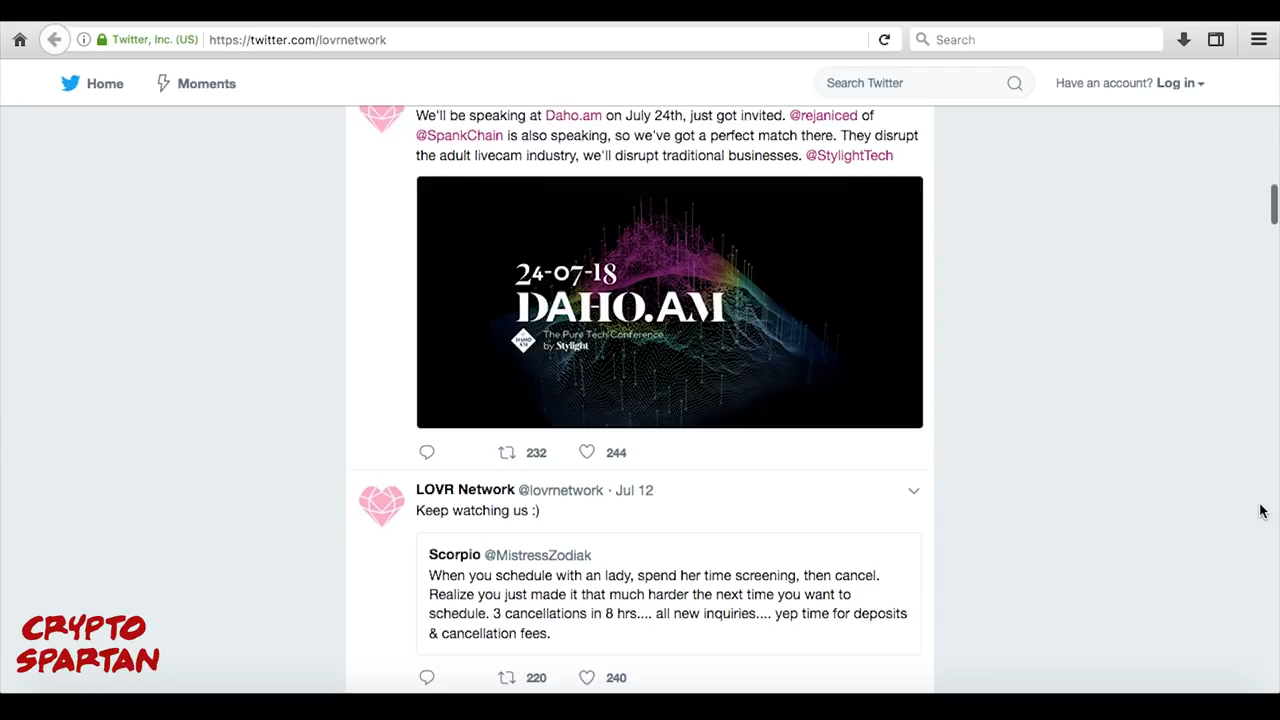 Twitter, Inc. (US) https://twitter.com/lovrnetwork Search
Home Moments Search Twitter Have an account? Log in
We'll be speaking at Daho.am on July 24th, just got invited. @rejaniced of
@SpankChain is also speaking, so we've got a perfect match there. They disrupt
the adult livecam industry, we'll disrupt traditional businesses. @StylightTech
24-07-18
DAHO.AM
The Pure Tech Conference
by Stylight
DAHO
AM
232 244
LOVR Network @lovrnetwork · Jul 12
Keep watching us :)
Scorpio @MistressZodiak
When you schedule with an lady, spend her time screening, then cancel.
Realize you just made it that much harder the next time you want to
schedule. 3 cancellations in 8 hrs.... all new inquiries.... yep time for deposits
& cancellation fees.
220 240
CRYPTO
SPARTAN